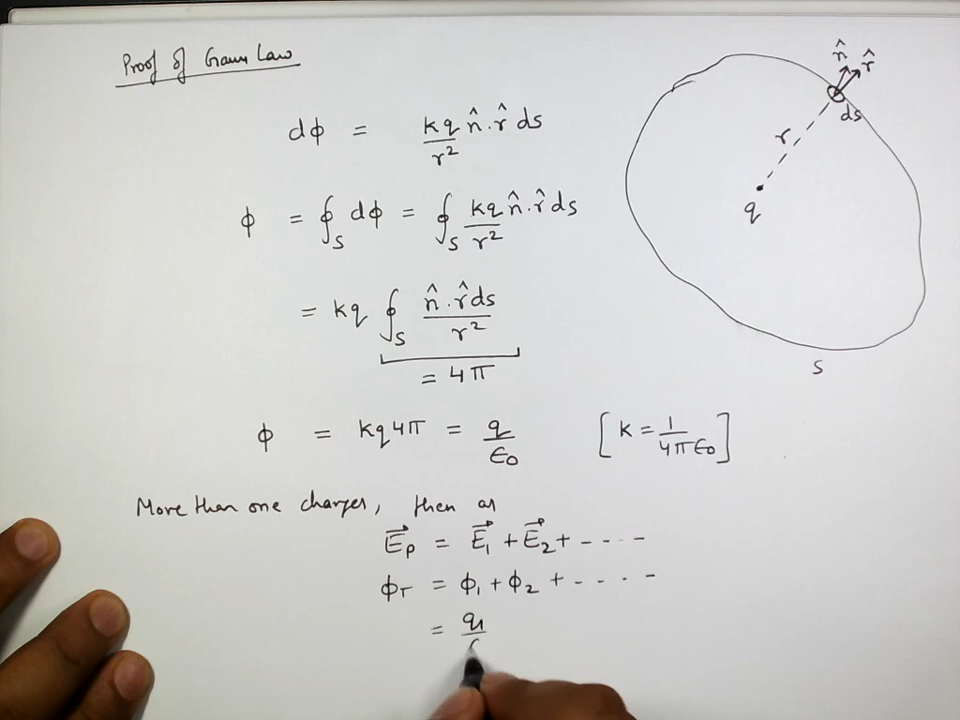 Proof of Gauss Law
dϕ = kq/r² n̂.r̂ ds
ϕ = ∮S dϕ = ∮S kq n̂.r̂ ds/r²
= kq ∮S n̂.r̂ ds/r²
= 4π
ϕ = kq4π = q/ϵ0 [K = 1/4πϵ0]
More than one charges, then as
E⃗P = E⃗1 + E⃗2 + - - - -
ϕT = ϕ1 + ϕ2 + - - - -
= q1
n̂ r̂
ds
r
q
S